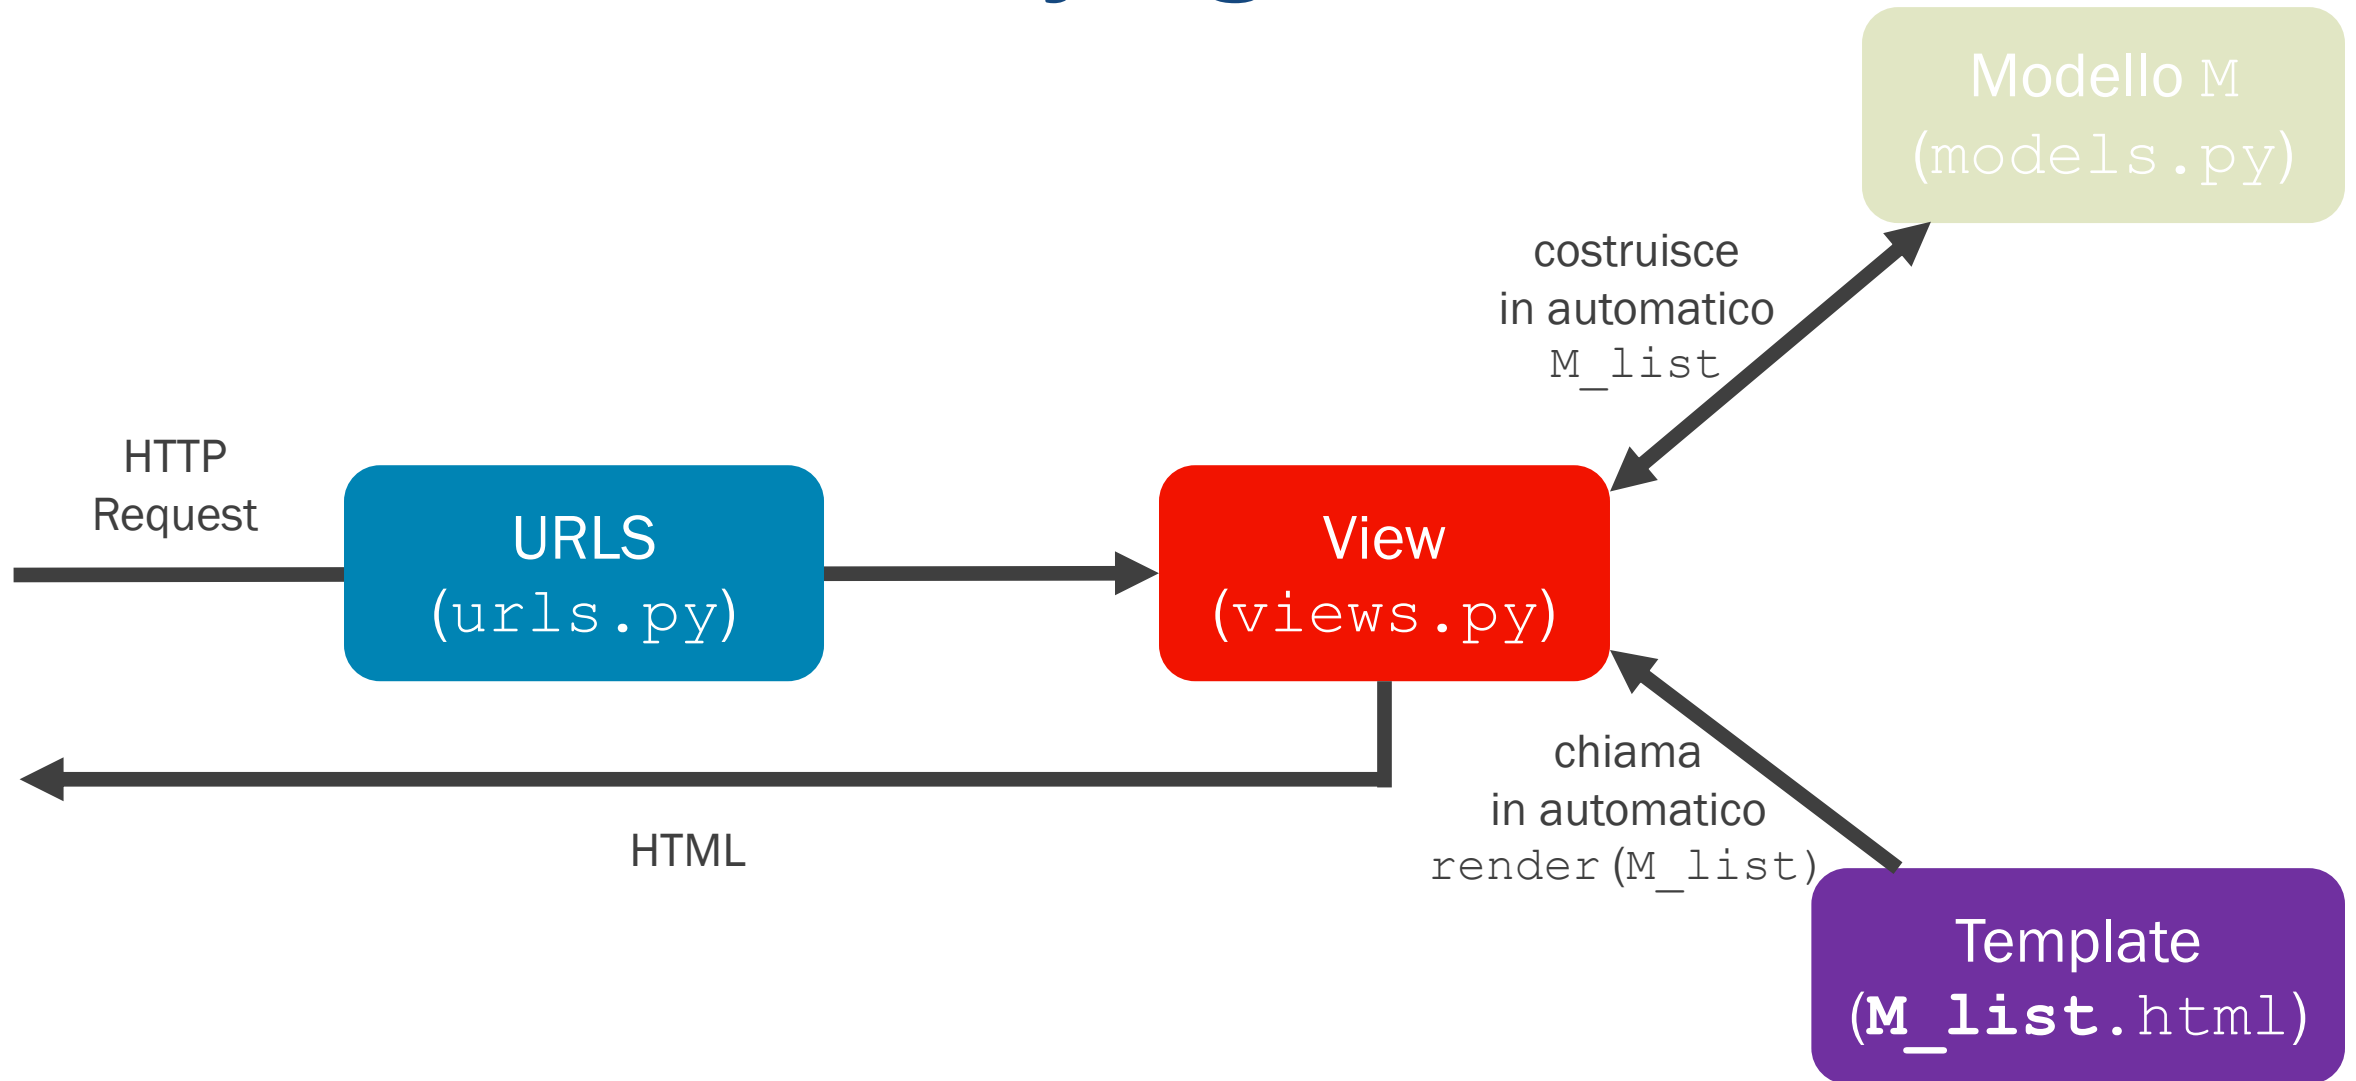 Modello M
(models.py)
costruisce
in automatico
M_list
HTTP
Request
URLS
(urls.py)
View
(views.py)
chiama
in automatico
render(M_list)
HTML
Template
(M_list.html)